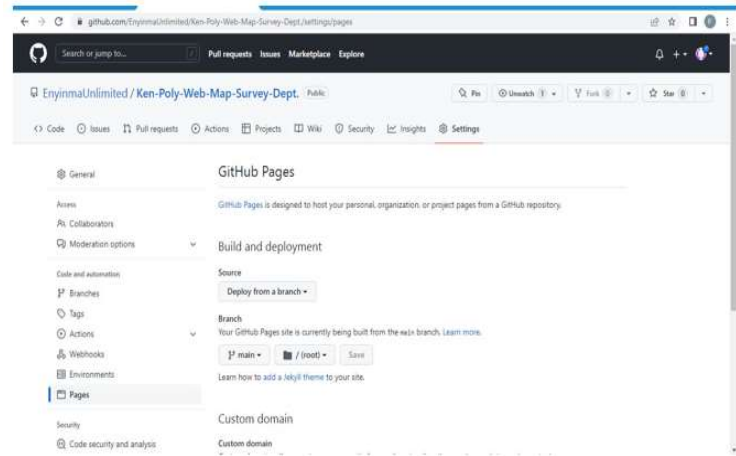 github.com/EnyinmaUnlimited/Ken-Poly-Web-Map-Survey-Dept./settings/pages
Search or jump to... / Pull requests Issues Marketplace Explore
EnyinmaUnlimited / Ken-Poly-Web-Map-Survey-Dept. Public Pin Unwatch 1 Fork 0 Star 0
<> Code Issues Pull requests Actions Projects Wiki Security Insights Settings
General
GitHub Pages
Access
GitHub Pages is designed to host your personal, organization, or project pages from a GitHub repository.
Collaborators
Moderation options
Build and deployment
Code and automation
Source
Branches
Deploy from a branch
Tags
Branch
Actions
Your GitHub Pages site is currently being built from the main branch. Learn more.
Webhooks
main / (root) Save
Environments
Learn how to add a Jekyll theme to your site.
Pages
Custom domain
Security
Code security and analysis
Custom domain